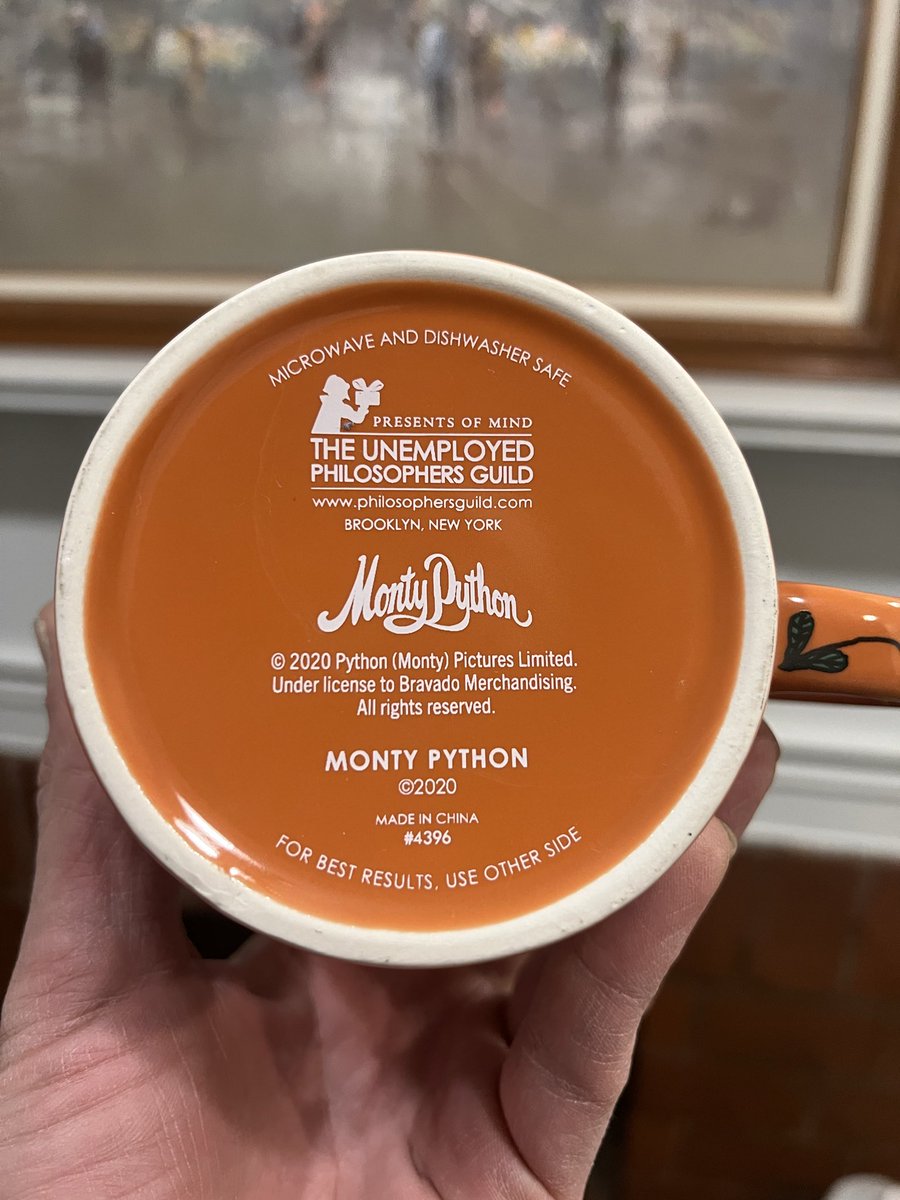 MICROWAVE AND DISHWASHER SAFE
PRESENTS OF MIND
THE UNEMPLOYED
PHILOSOPHERS GUILD
www.philosophersguild.com
BROOKLYN, NEW YORK
Monty Python
© 2020 Python (Monty) Pictures Limited.
Under license to Bravado Merchandising.
All rights reserved.
MONTY PYTHON
©2020
MADE IN CHINA
#4396
FOR BEST RESULTS, USE OTHER SIDE